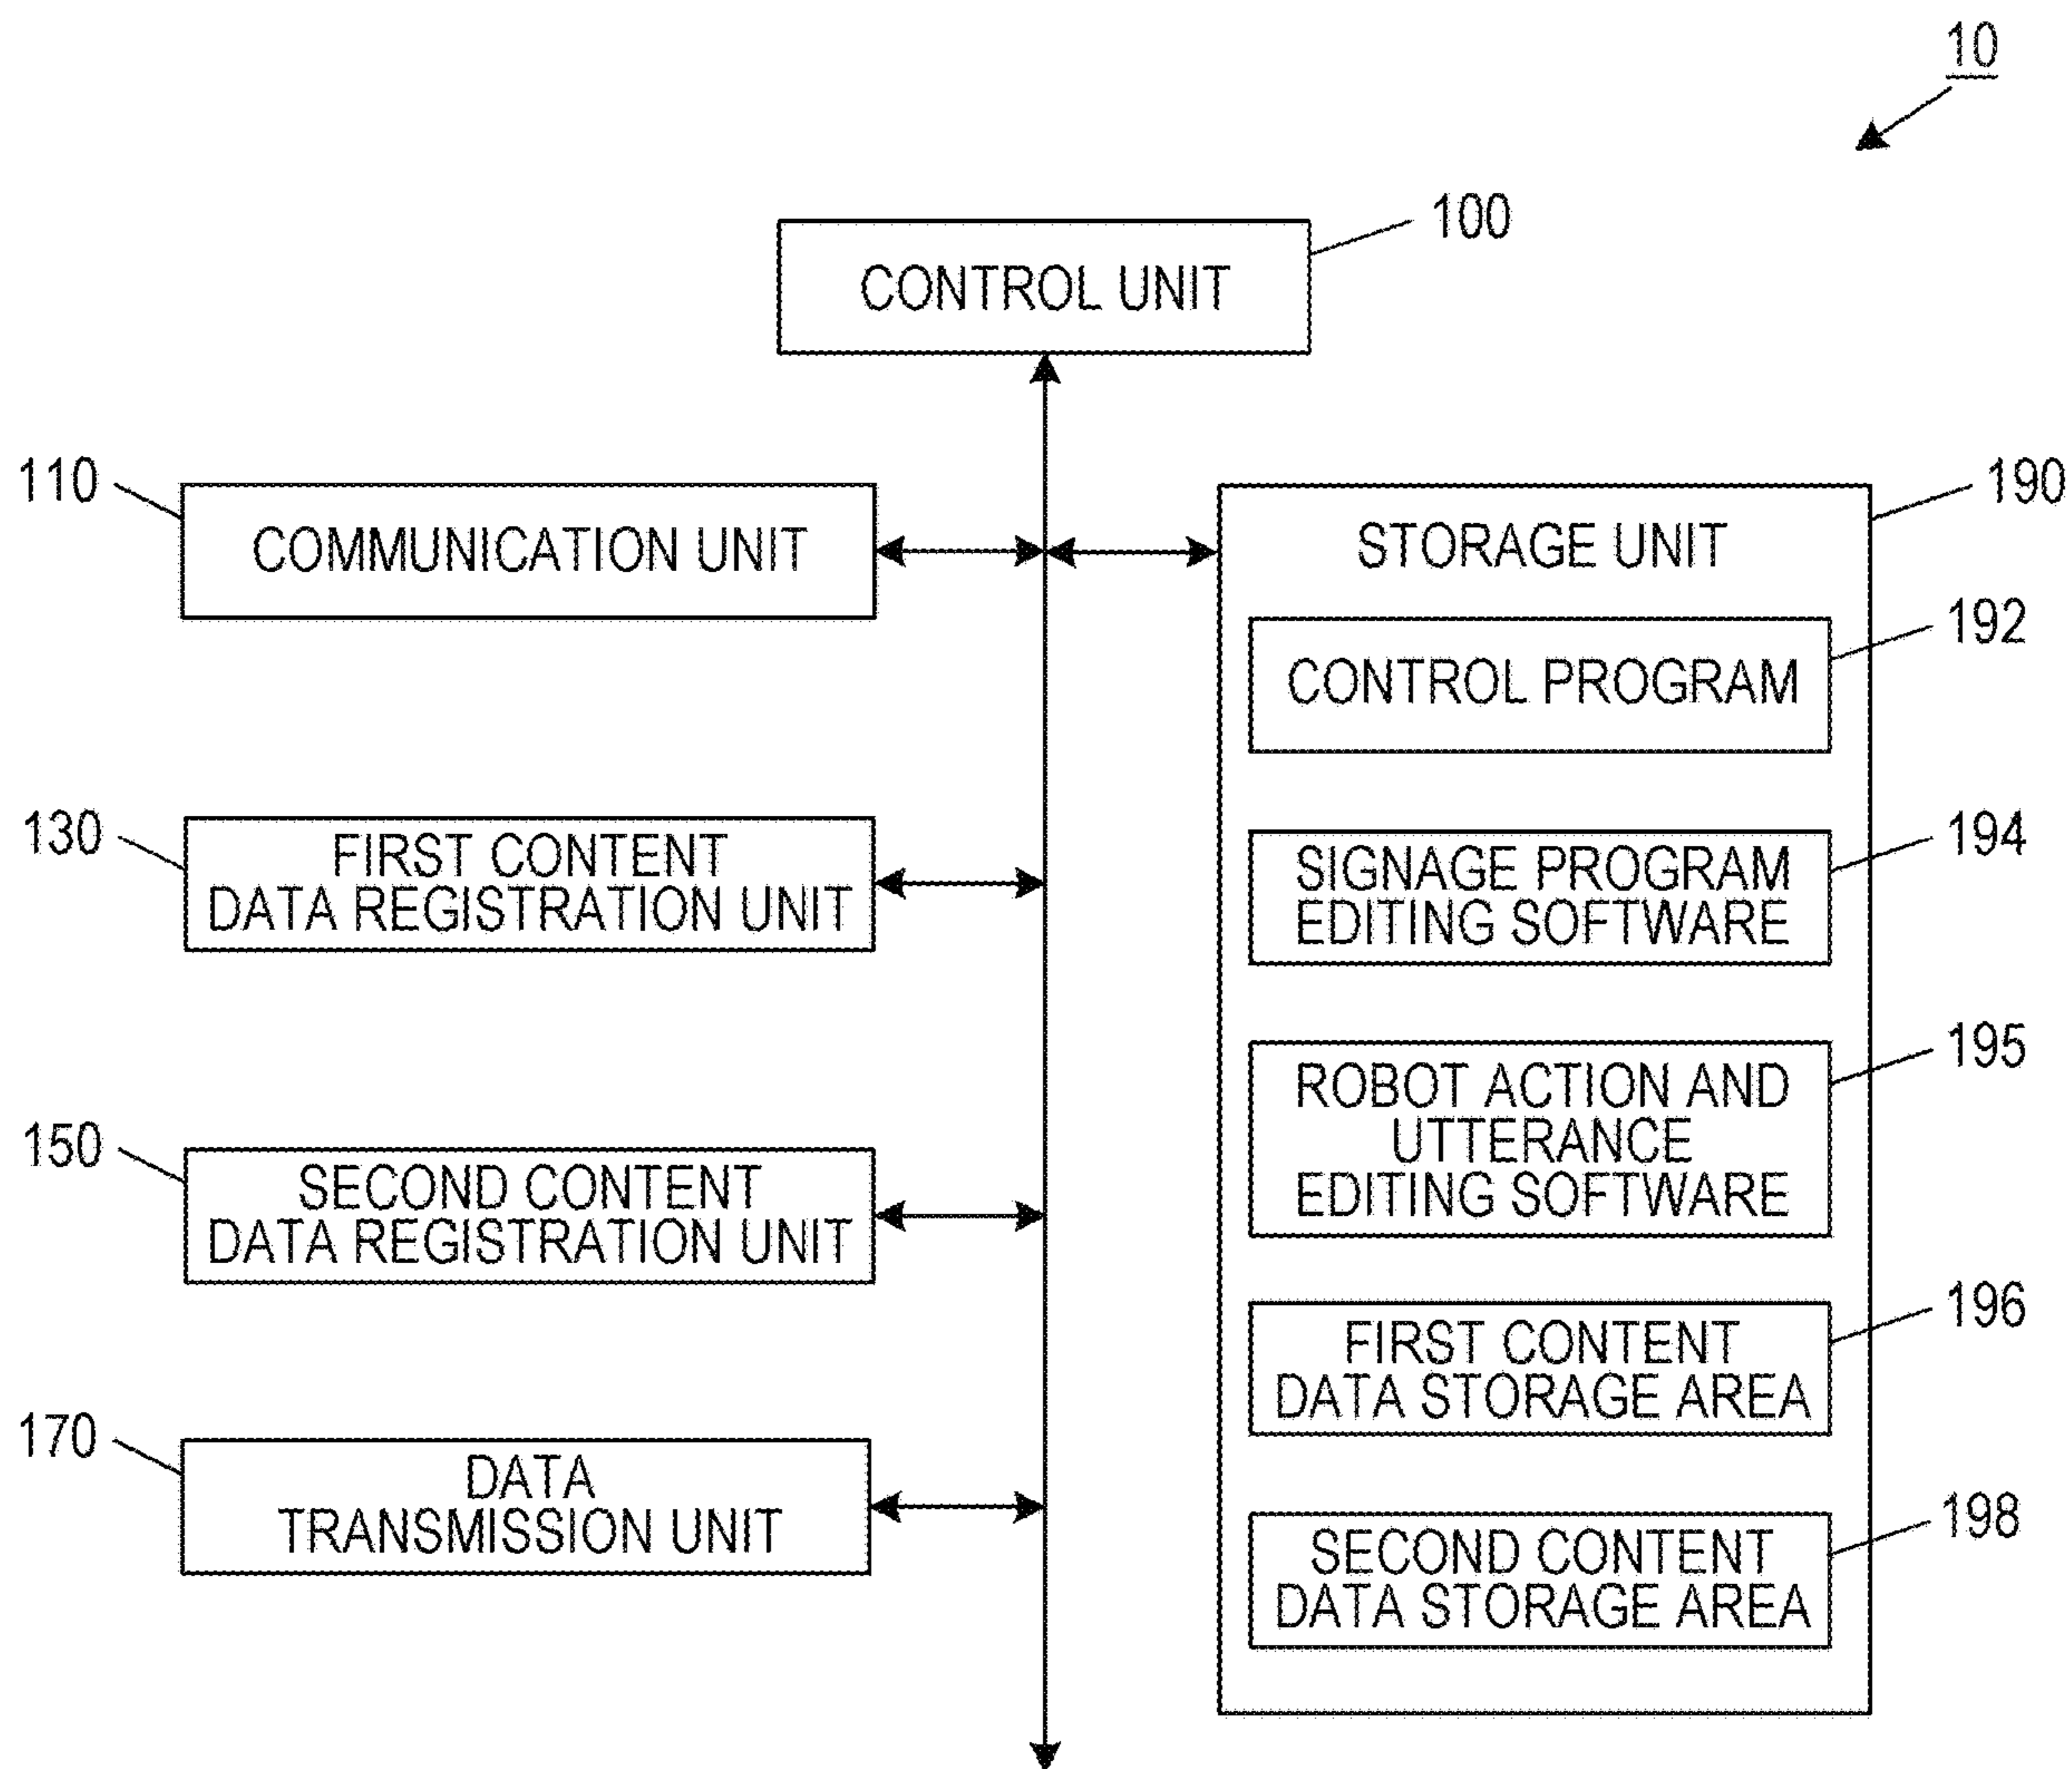 10
100
CONTROL UNIT
110
COMMUNICATION UNIT
190
STORAGE UNIT
192
CONTROL PROGRAM
130
FIRST CONTENT
DATA REGISTRATION UNIT
194
SIGNAGE PROGRAM
EDITING SOFTWARE
150
SECOND CONTENT
DATA REGISTRATION UNIT
195
ROBOT ACTION AND
UTTERANCE
EDITING SOFTWARE
196
FIRST CONTENT
DATA STORAGE AREA
170
DATA
TRANSMISSION UNIT
198
SECOND CONTENT
DATA STORAGE AREA